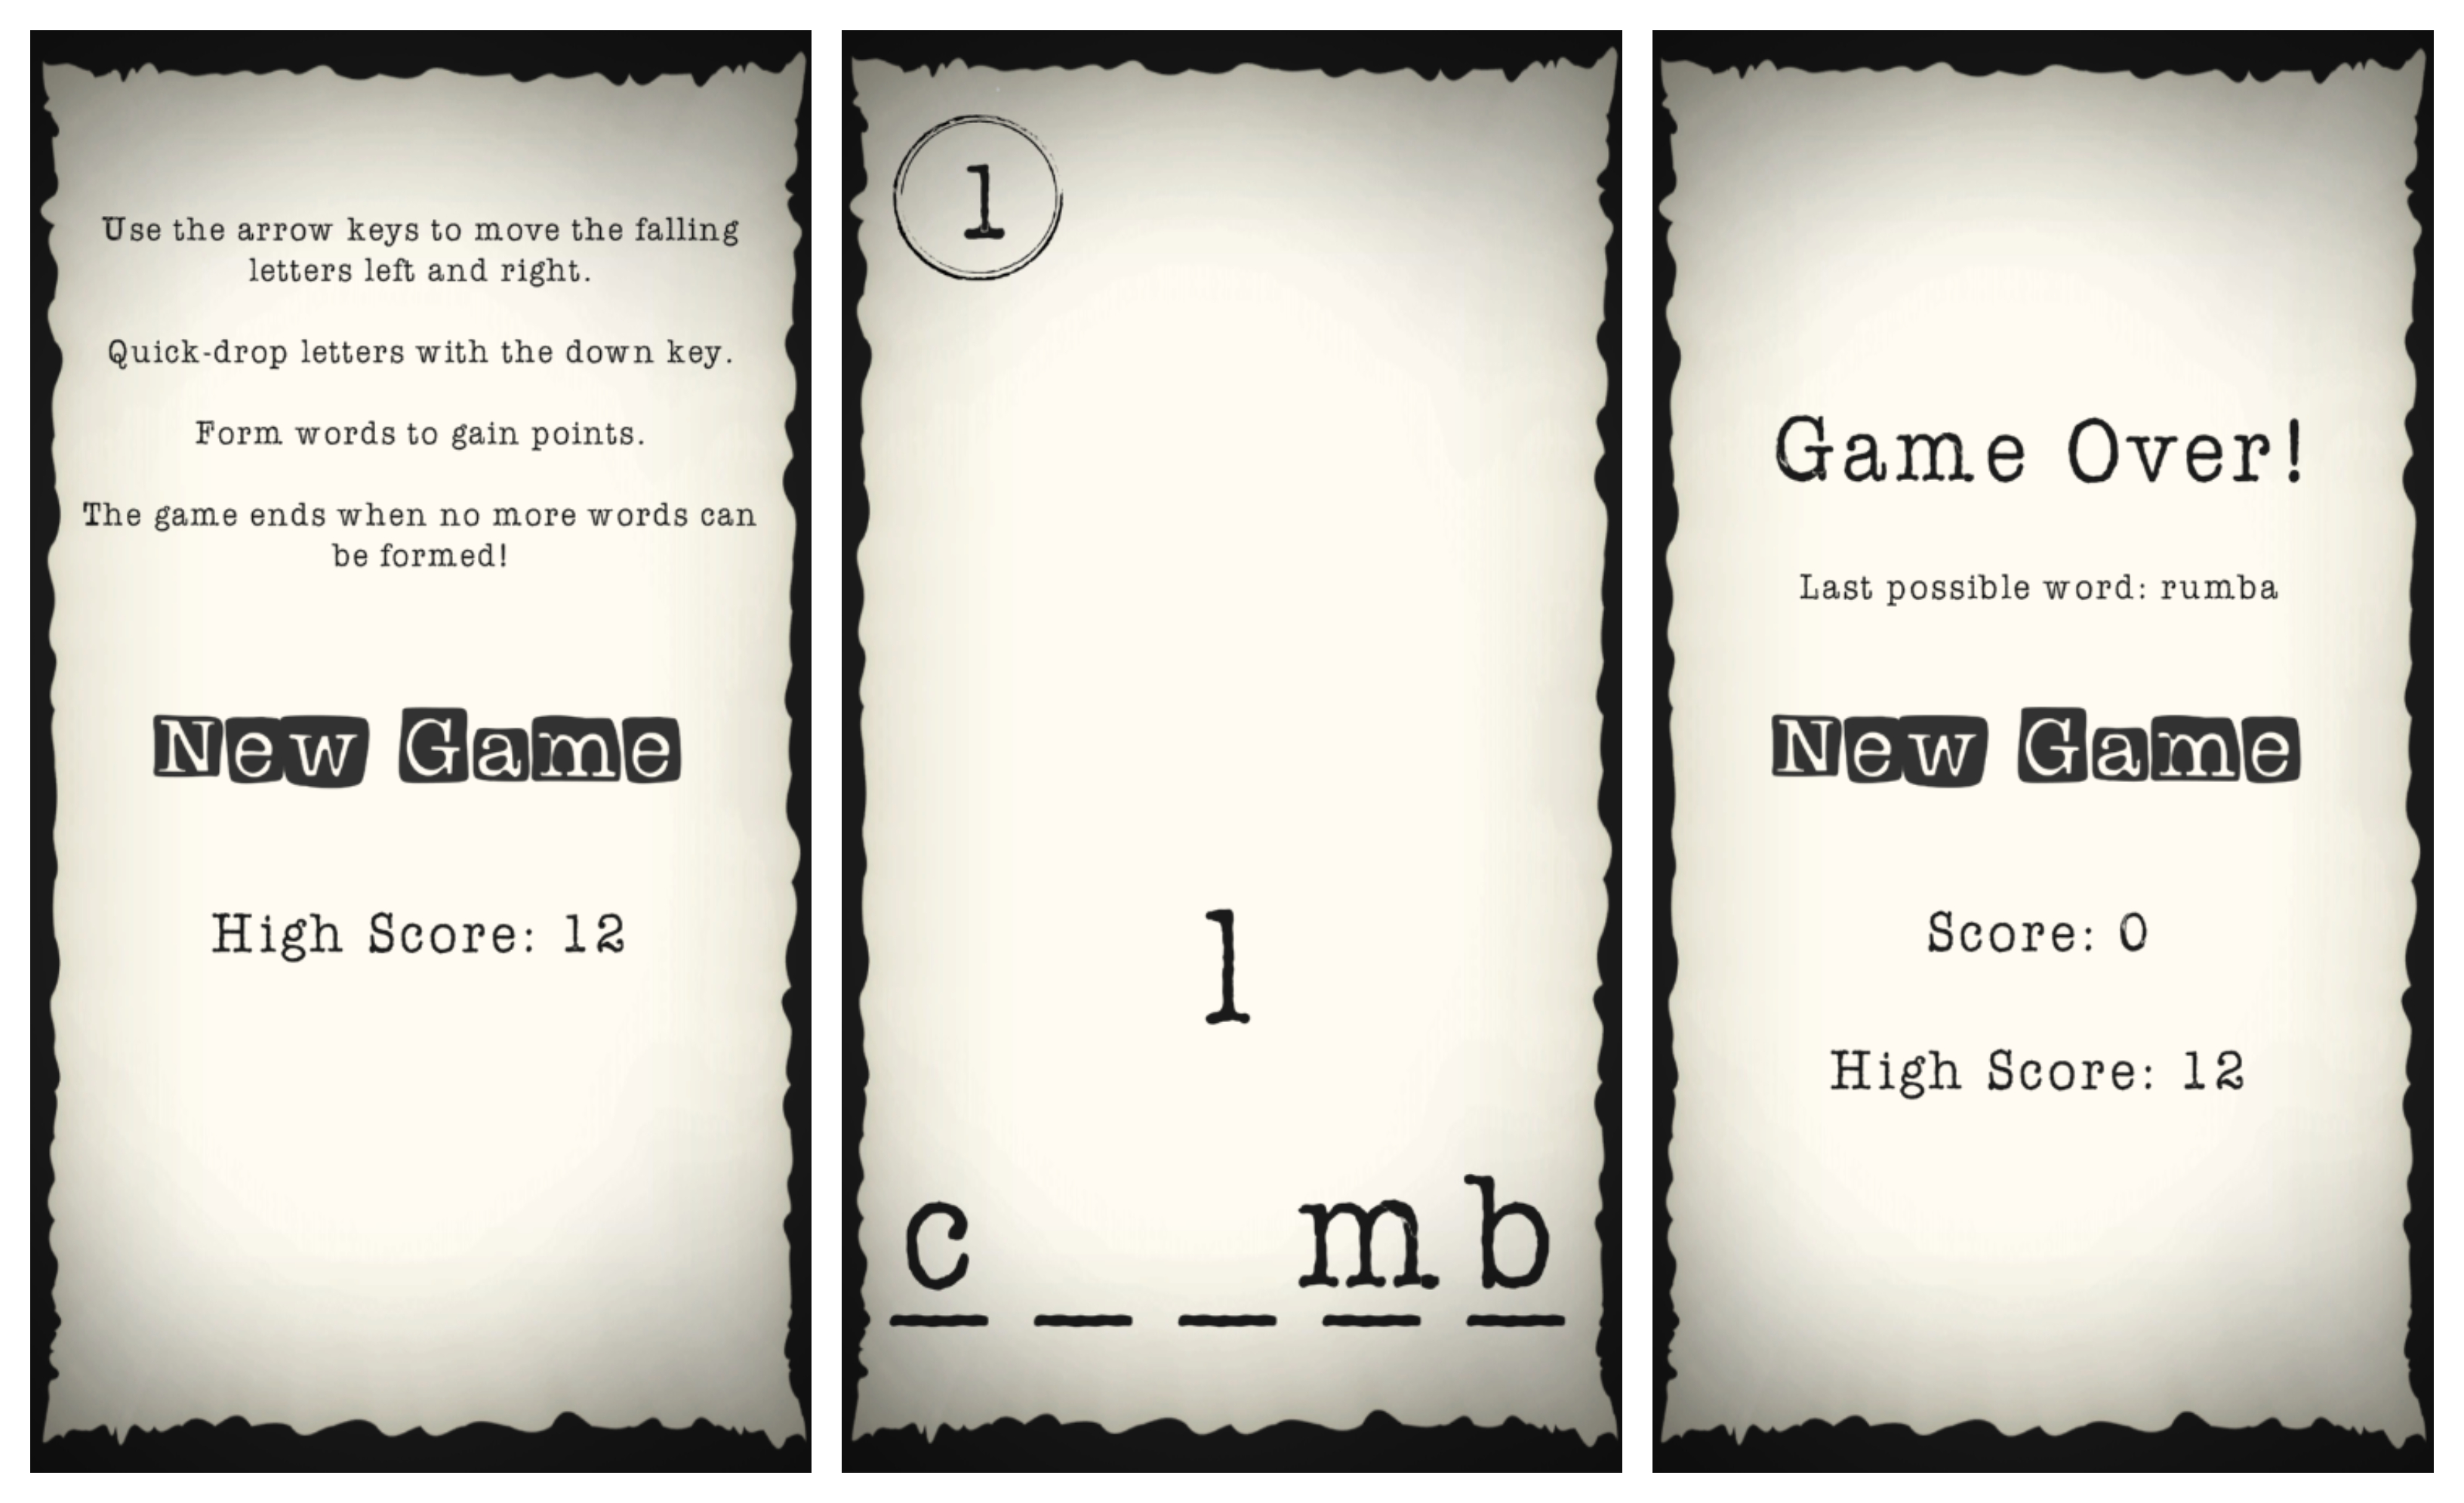 Use the arrow keys to move the falling
letters left and right.
Quick-drop letters with the down key.
Form words to gain points.
The game ends when no more words can
be formed!
New Game
High Score: 12
1
l
c m b
Game Over!
Last possible word: rumba
New Game
Score: 0
High Score: 12